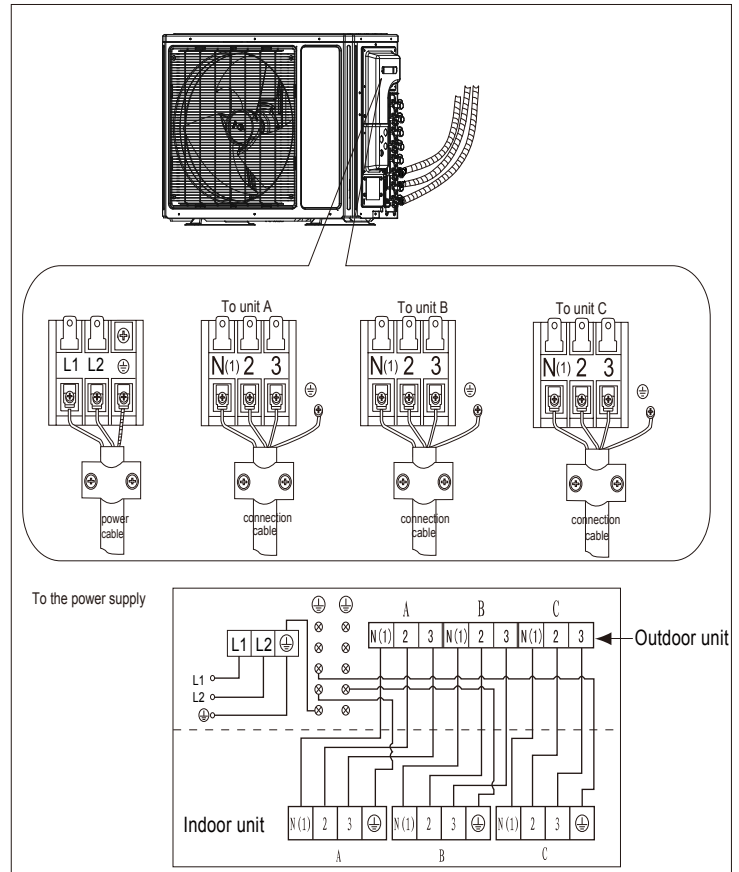 To unit A
To unit B
To unit C
L1 L2 ⏚
N(1) 2 3 ⏚
N(1) 2 3 ⏚
N(1) 2 3 ⏚
power
cable
connection
cable
connection
cable
connection
cable
To the power supply
A B C
L1 L2 ⏚
N(1) 2 3 N(1) 2 3 N(1) 2 3
Outdoor unit
L1
L2
Indoor unit
N(1) 2 3 ⏚ N(1) 2 3 ⏚ N(1) 2 3 ⏚
A B C